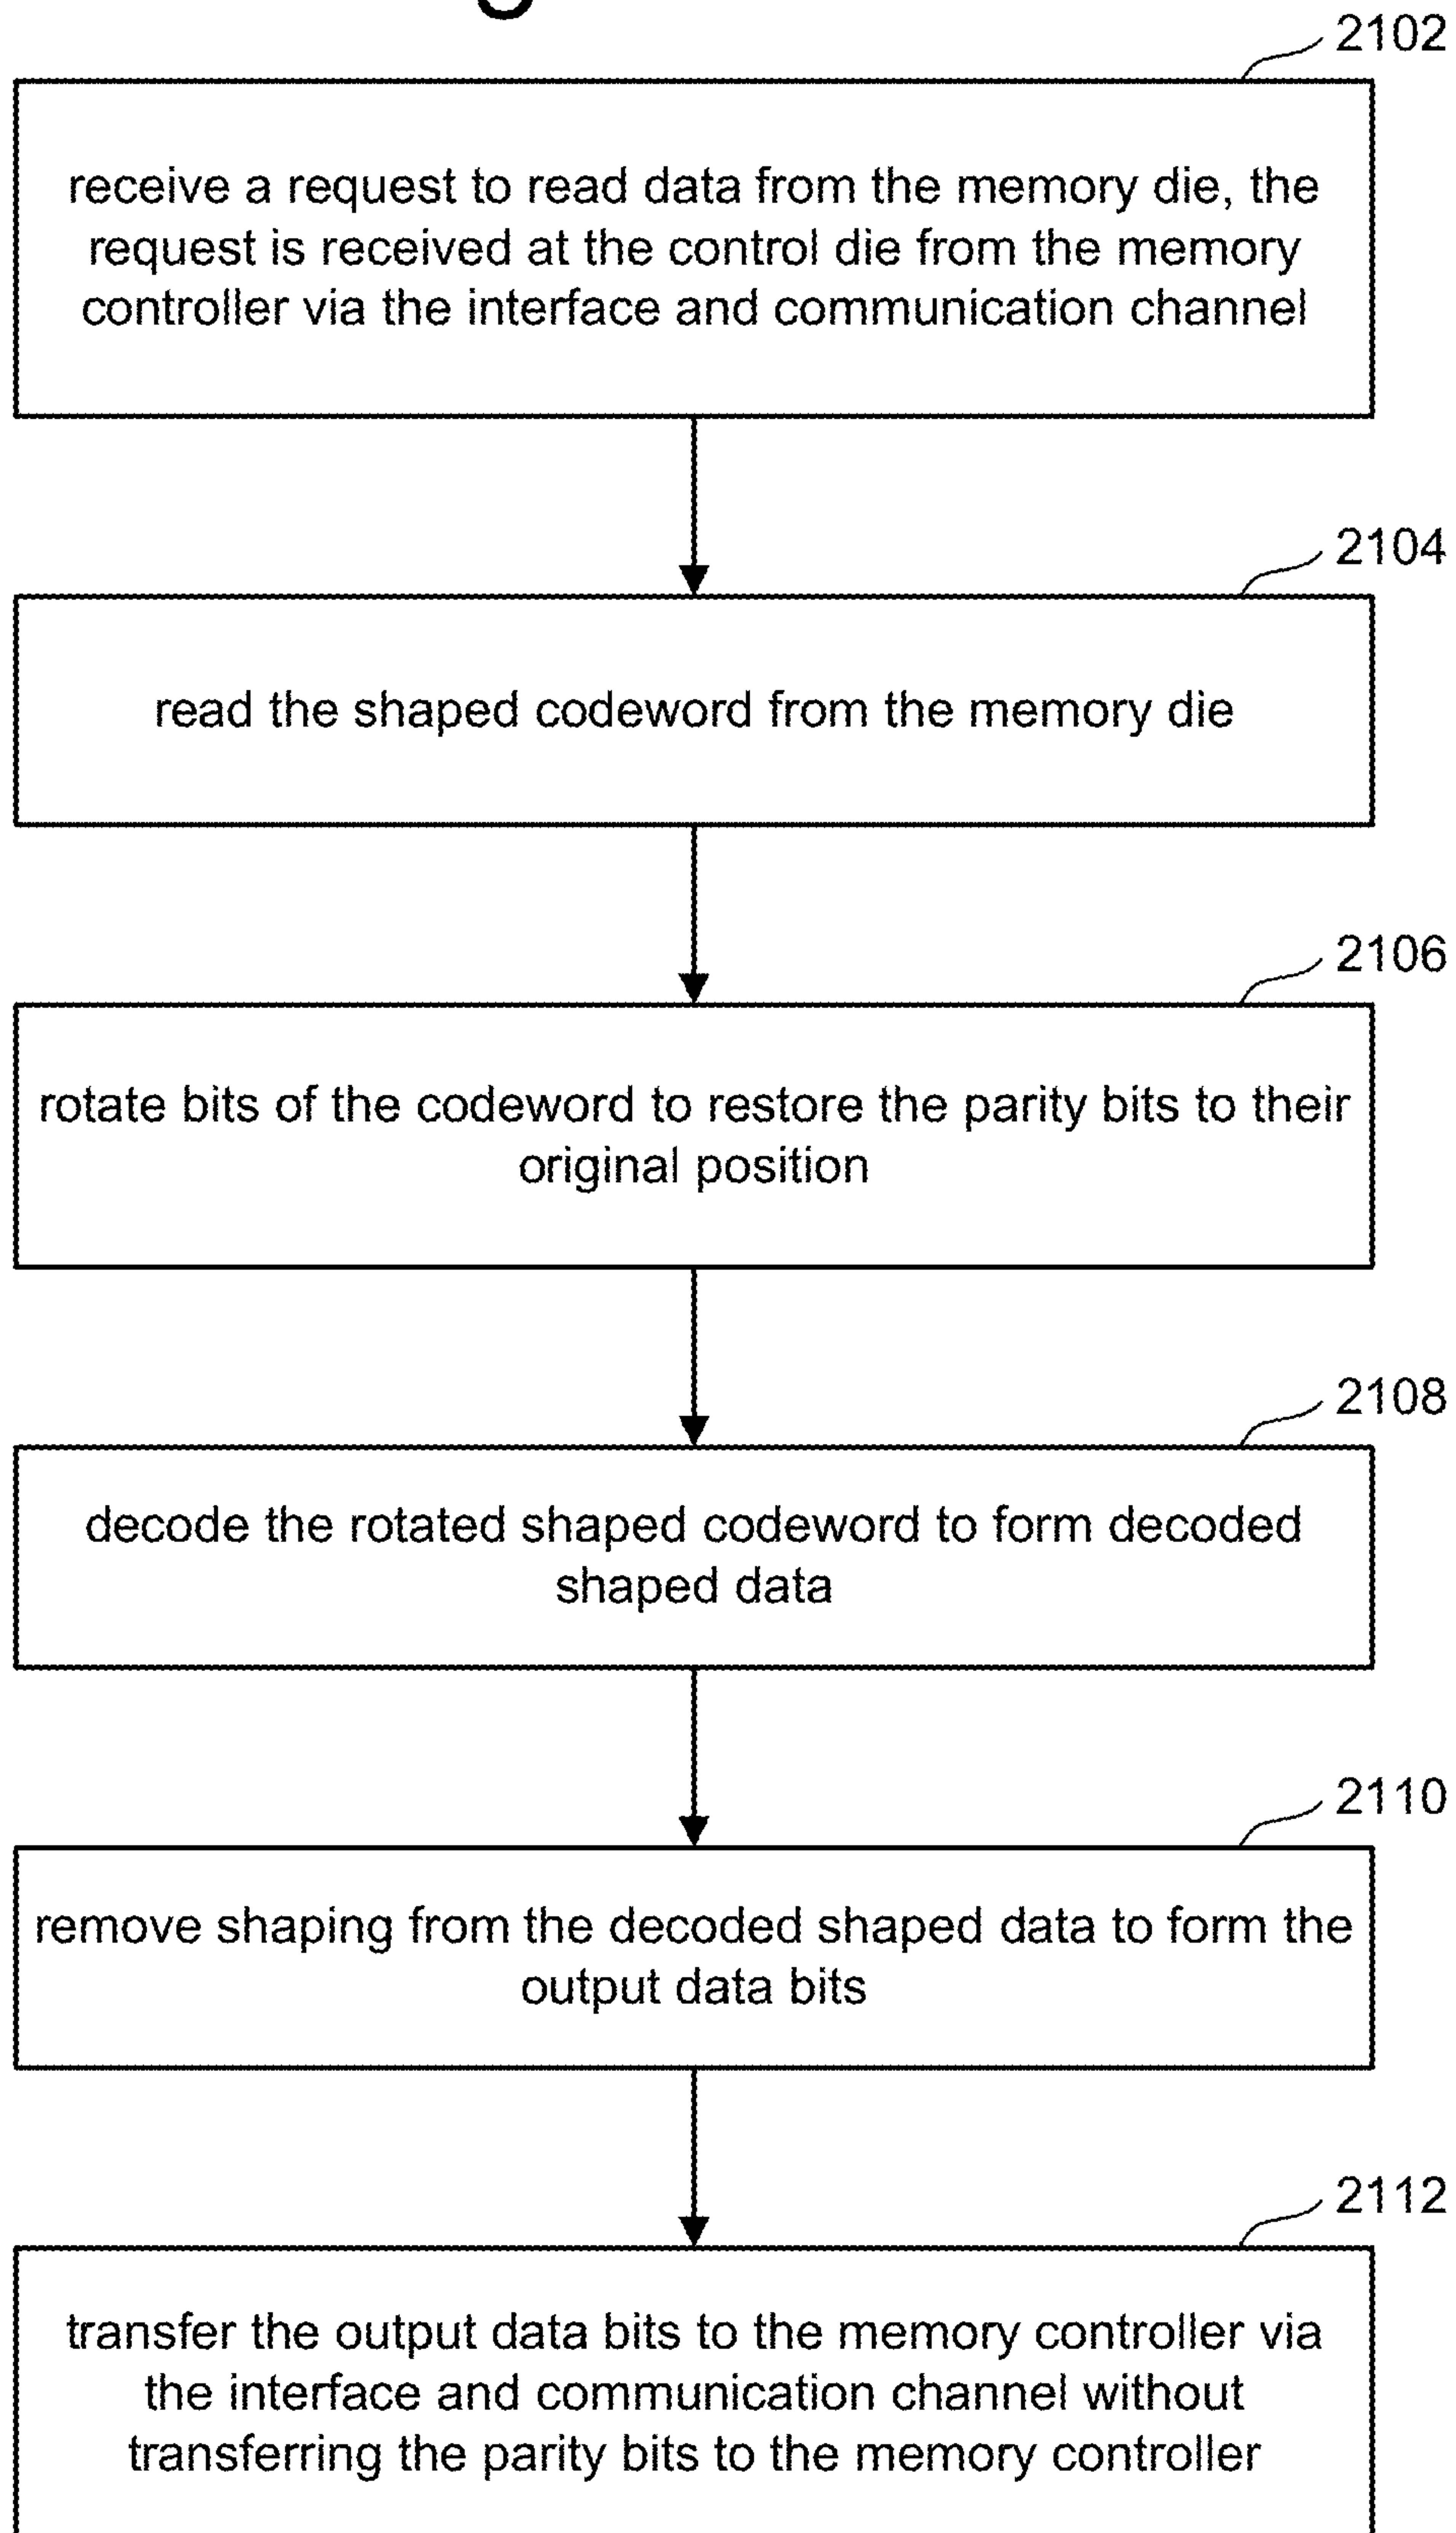 2102
receive a request to read data from the memory die, the
request is received at the control die from the memory
controller via the interface and communication channel
2104
read the shaped codeword from the memory die
2106
rotate bits of the codeword to restore the parity bits to their
original position
2108
decode the rotated shaped codeword to form decoded
shaped data
2110
remove shaping from the decoded shaped data to form the
output data bits
2112
transfer the output data bits to the memory controller via
the interface and communication channel without
transferring the parity bits to the memory controller